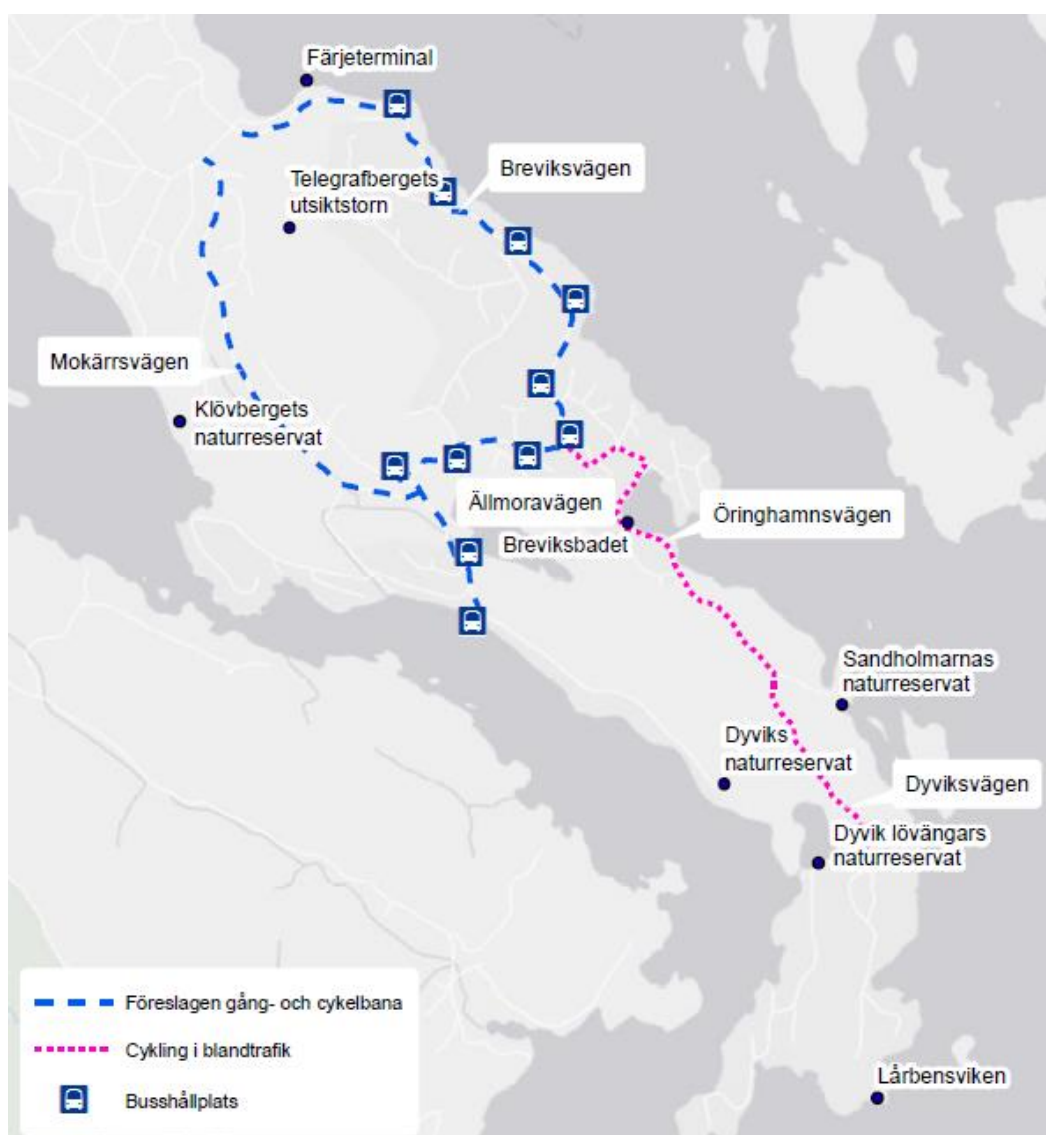 Färjeterminal
Breviksvägen
Telegrafbergets
utsiktstorn
Mokärrsvägen
Klövbergets
naturreservat
Ällmoravägen
Öringhamnsvägen
Breviksbadet
Sandholmarnas
naturreservat
Dyviks
naturreservat
Dyviksvägen
Dyvik lövängars
naturreservat
Föreslagen gång- och cykelbana
Cykling i blandtrafik
Lårbensviken
Busshållplats